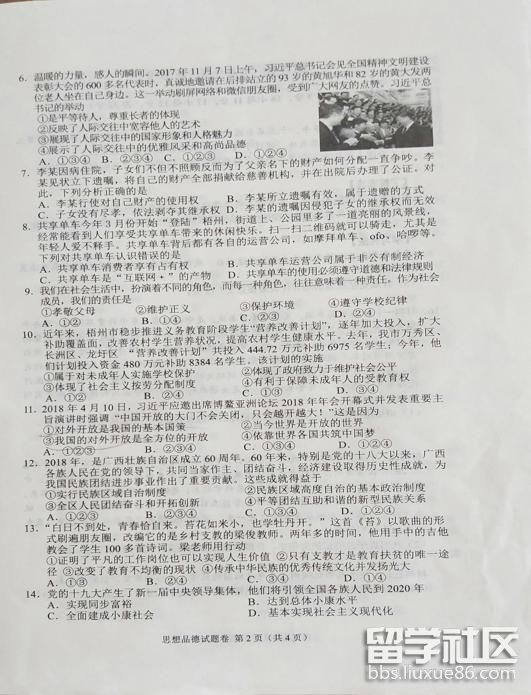 6. 温暖的力量，感人的瞬间。2017年11月7日上午，习近平总书记会见全国精神文明建设
表彰大会的600多名代表时，真诚地邀请在后排站立的93岁的黄旭华和82岁的黄大发两
位老人坐在自己身边。这一举动刷屏网络和微信朋友圈，受到广大网友的点赞。习近平总
书记的举动
①是平等待人，尊重长者的体现
②反映了人际交往中宽容他人的艺术
③展现了人际交往中的国家形象和人格魅力
④展示了人际交往中的优雅风采和高尚品德
A．①③④ B．②③④ C．①②③ D．①②④
7. 李某因病住院，子女们不但不照顾反而为了父亲名下的财产如何分配一直争吵。李
某见状立下遗嘱，将自己的财产全部捐献给慈善机构，并在出院后办理了公证。对
此，下列分析正确的是
A．李某行使对自己财产的使用权 B．李某所立遗嘱有效，属于遗赠的方式
C．子女没有尽孝，依法剥夺其继承权 D．李某的遗嘱因侵犯子女的继承权而无效
8. 共享单车今年3月份开始“登陆”梧州，街道上、公园里多了一道亮丽的风景线，
经常能看到人们享受共享单车带来的休闲快乐。扫一扫二维码就可以骑走，尤其是
年轻人爱不释手。共享单车背后都有各自的运营公司，如摩拜单车、ofo、哈啰等。
下列对共享单车认识错误的是
A．共享单车消费者享有占有权 B．共享单车运营公司属于非公有制经济
C．共享单车是“互联网+”的产物 D．共享单车的使用必须遵守道德和法律规则
9. 我们在社会生活中，扮演着不同的角色，而每一种角色，往往意味着一种责任。作为社会
成员，我们的责任是
①孝敬父母 ②维护正义 ③保护环境 ④遵守学校纪律
A．①② B．②③ C．①③ D．②④
10. 近年来，梧州市稳步推进义务教育阶段学生“营养改善计划”，逐年加大投入，扩大
补助覆盖面，改善农村学生营养状况，提高农村学生健康水平。去年，我市万秀区、
长洲区、龙圩区“营养改善计划”共投入444.72万元补助6975名学生；今年，他
们计划投入资金480万元补助8384名学生。该计划的实施
①属于对未成年人实施学校保护 ②体现了政府致力于维护社会公平
③体现了社会主义按劳分配制度 ④有利于保障未成年人的受教育权
A．①③ B．①② C．③④ D．②④
11. 2018年4月10日，习近平应邀出席博鳌亚洲论坛2018年年会开幕式并发表重要主
旨演讲时强调“中国开放的大门不会关闭，只会越开越大！”这是因为
①对外开放是我国的基本国策 ②当今世界是开放的世界
③我国的对外开放是全方位的开放 ④依靠世界各国共筑中国梦
A．①②④ B．①③④ C．①②③ D．②③④
12. 2018年，是广西壮族自治区成立60周年。60年来，特别是党的十八大以来，广西
各族人民在党的领导下，共同当家作主、团结奋斗，经济建设取得历史性成就，为
我国民族团结进步事业作出了重要贡献。这些成就得益于
①实行民族区域自治制度 ②民族区域高度自治的基本政治制度
③全区人民团结奋斗和开拓创新 ④平等团结互助和谐的新型民族关系
A．①②③ B．②③④ C．①③④ D．①②④
13. “白日不到处，青春恰自来。苔花如米小，也学牡丹开。”这首《苔》以歌曲的形
式刷遍朋友圈，改编它的是乡村支教的梁俊教师。两年多的时间，他用手中的吉他
教会了学生100多首诗词。梁老师用行动
①证明了平凡的工作岗位也可以实现人生价值 ②只有支教才是教育扶贫的唯一途
径 ③改变了教育不均衡的现状 ④传承中华民族的优秀传统文化并发扬光大
A．①③ B．②④ C．③④ D．①④
14. 党的十九大产生了新一届中央领导集体，他们将引领全国各族人民到2020年
A．实现同步富裕 B．达到总体小康水平
C．全面建成小康社会 D．基本实现社会主义现代化
思想品德试题卷 第2页（共4页）
留学社区
bbs.liuxue86.com